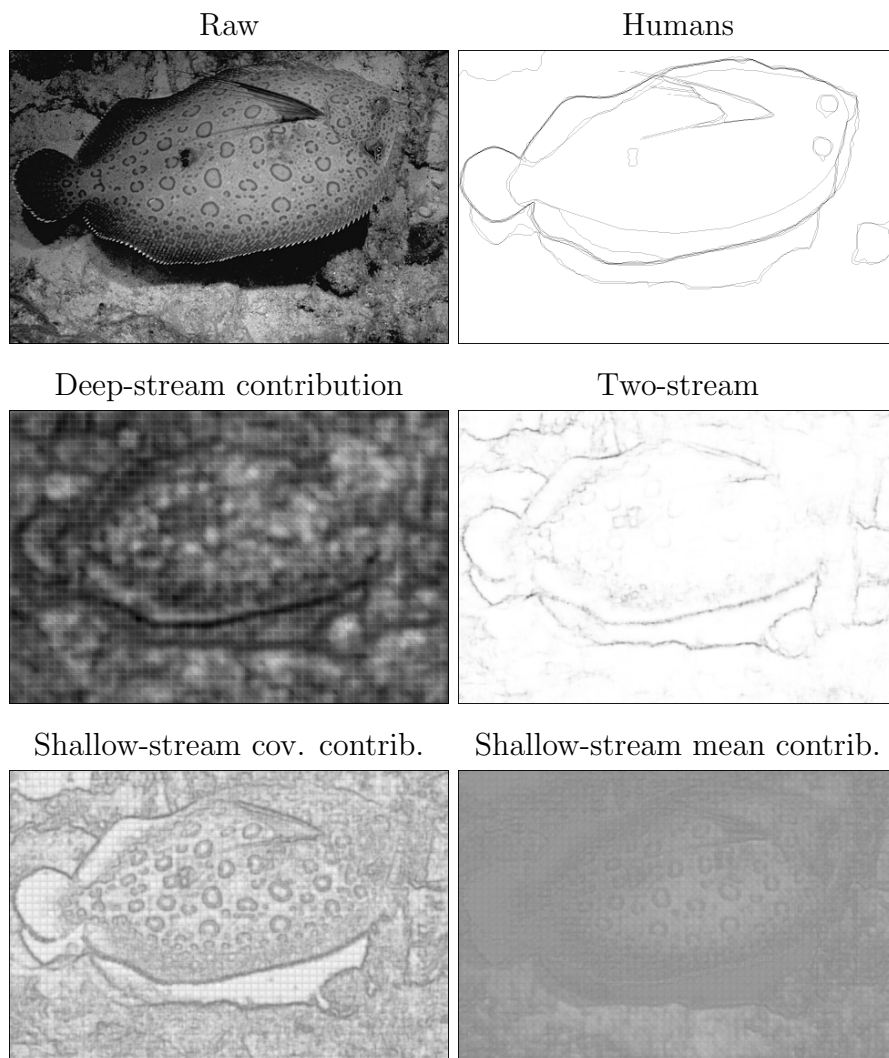 Raw
Humans
Deep-stream contribution
Two-stream
Shallow-stream cov. contrib.
Shallow-stream mean contrib.